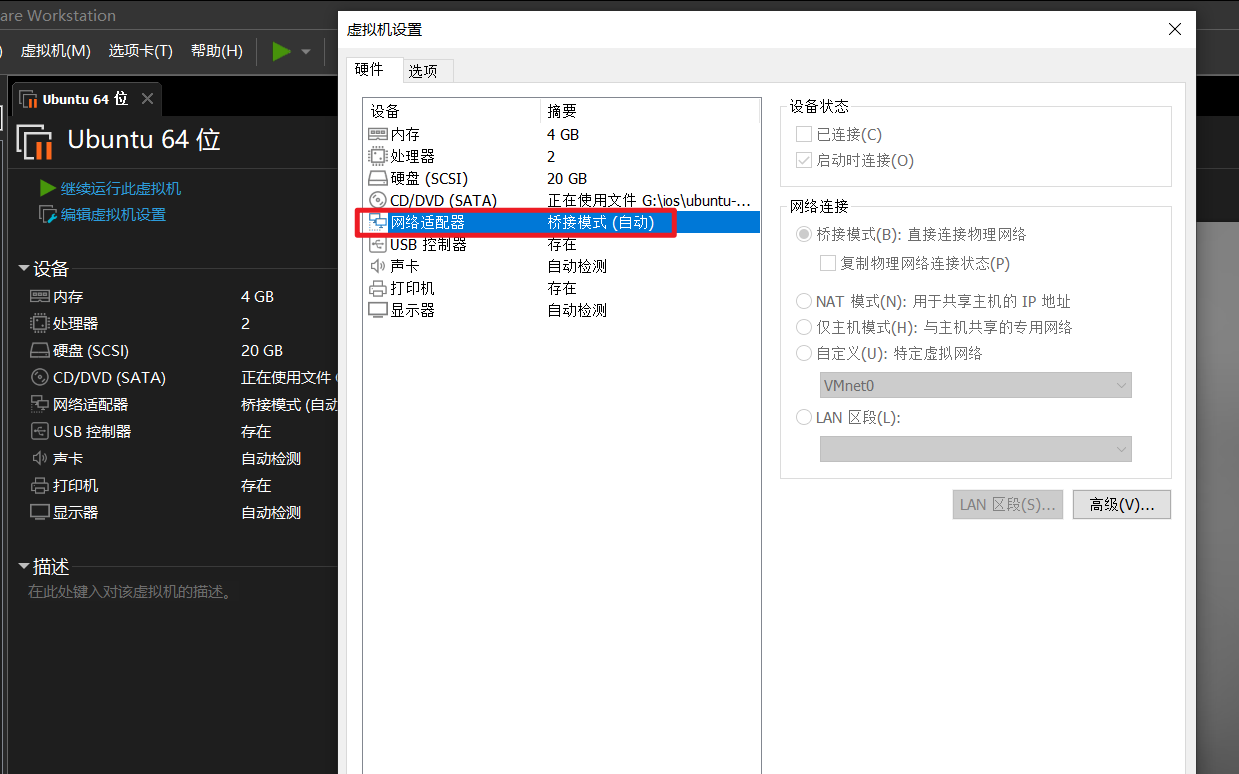 are Workstation
虚拟机(M) 选项卡(T) 帮助(H)
Ubuntu 64 位
Ubuntu 64 位
继续运行此虚拟机
编辑虚拟机设置
设备
内存 4 GB
处理器 2
硬盘 (SCSI) 20 GB
CD/DVD (SATA) 正在使用文件
网络适配器 桥接模式 (自动
USB 控制器 存在
声卡 自动检测
打印机 存在
显示器 自动检测
描述
在此处键入对该虚拟机的描述。
虚拟机设置
硬件 选项
设备 摘要
内存 4 GB
处理器 2
硬盘 (SCSI) 20 GB
CD/DVD (SATA) 正在使用文件 G:\ios\ubuntu-...
网络适配器 桥接模式 (自动)
USB 控制器 存在
声卡 自动检测
打印机 存在
显示器 自动检测
设备状态
已连接(C)
启动时连接(O)
网络连接
桥接模式(B): 直接连接物理网络
复制物理网络连接状态(P)
NAT 模式(N): 用于共享主机的 IP 地址
仅主机模式(H): 与主机共享的专用网络
自定义(U): 特定虚拟网络
VMnet0
LAN 区段(L):
LAN 区段(S)... 高级(V)...